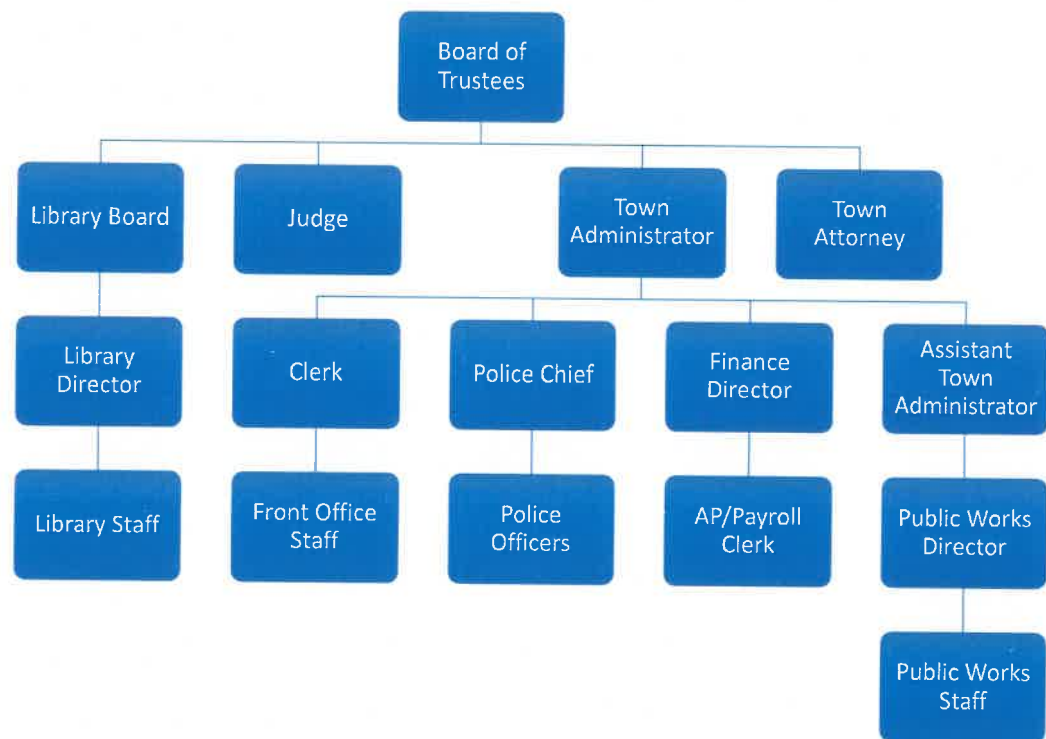 Board of
Trustees
Library Board
Judge
Town
Administrator
Town
Attorney
Library
Director
Clerk
Police Chief
Finance
Director
Assistant
Town
Administrator
Library Staff
Front Office
Staff
Police
Officers
AP/Payroll
Clerk
Public Works
Director
Public Works
Staff